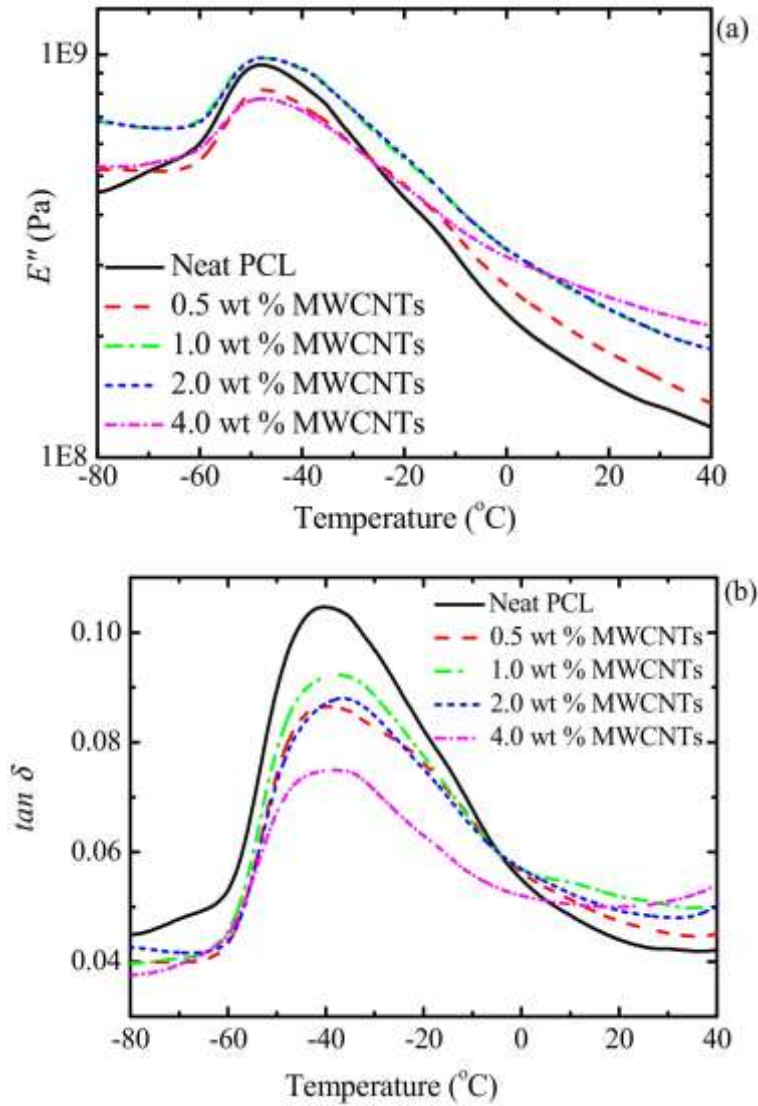 (a)
1E9
E" (Pa)
Neat PCL
0.5 wt % MWCNTs
1.0 wt % MWCNTs
2.0 wt % MWCNTs
4.0 wt % MWCNTs
1E8
-80 -60 -40 -20 0 20 40
Temperature (°C)
(b)
Neat PCL
0.5 wt % MWCNTs
1.0 wt % MWCNTs
2.0 wt % MWCNTs
4.0 wt % MWCNTs
0.10
0.08
tan δ
0.06
0.04
-80 -60 -40 -20 0 20 40
Temperature (°C)